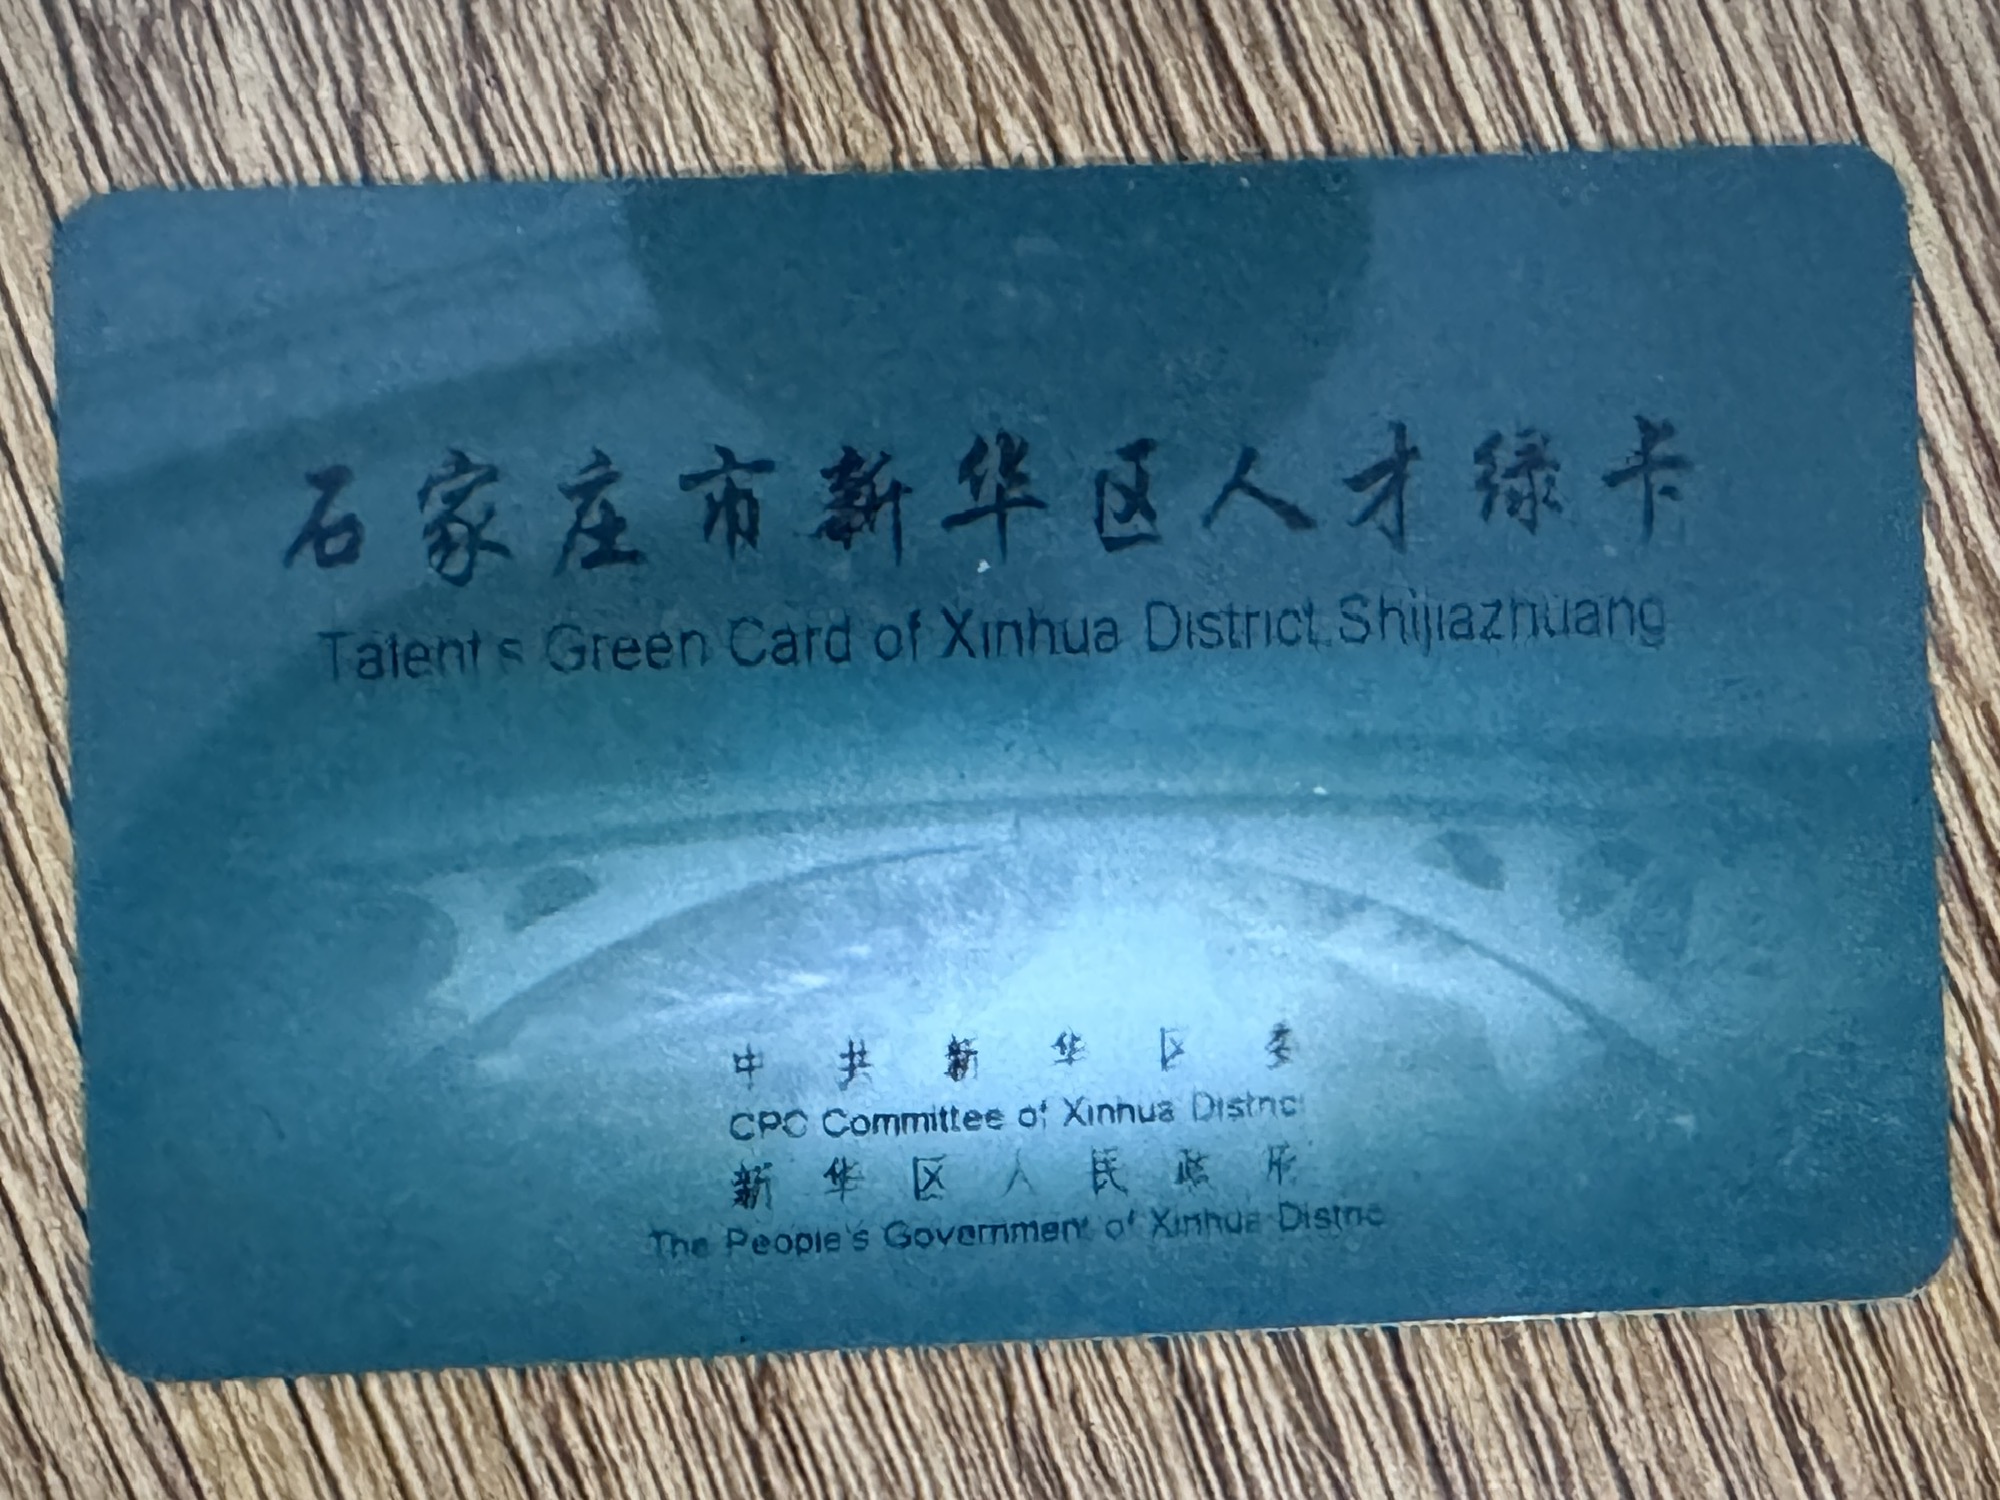 石家庄市新华区人才绿卡
Talent's Green Card of Xinhua District,Shijiazhuang
中共新华区委
CPC Committee of Xinhua District
新华区人民政府
The People's Government of Xinhua District